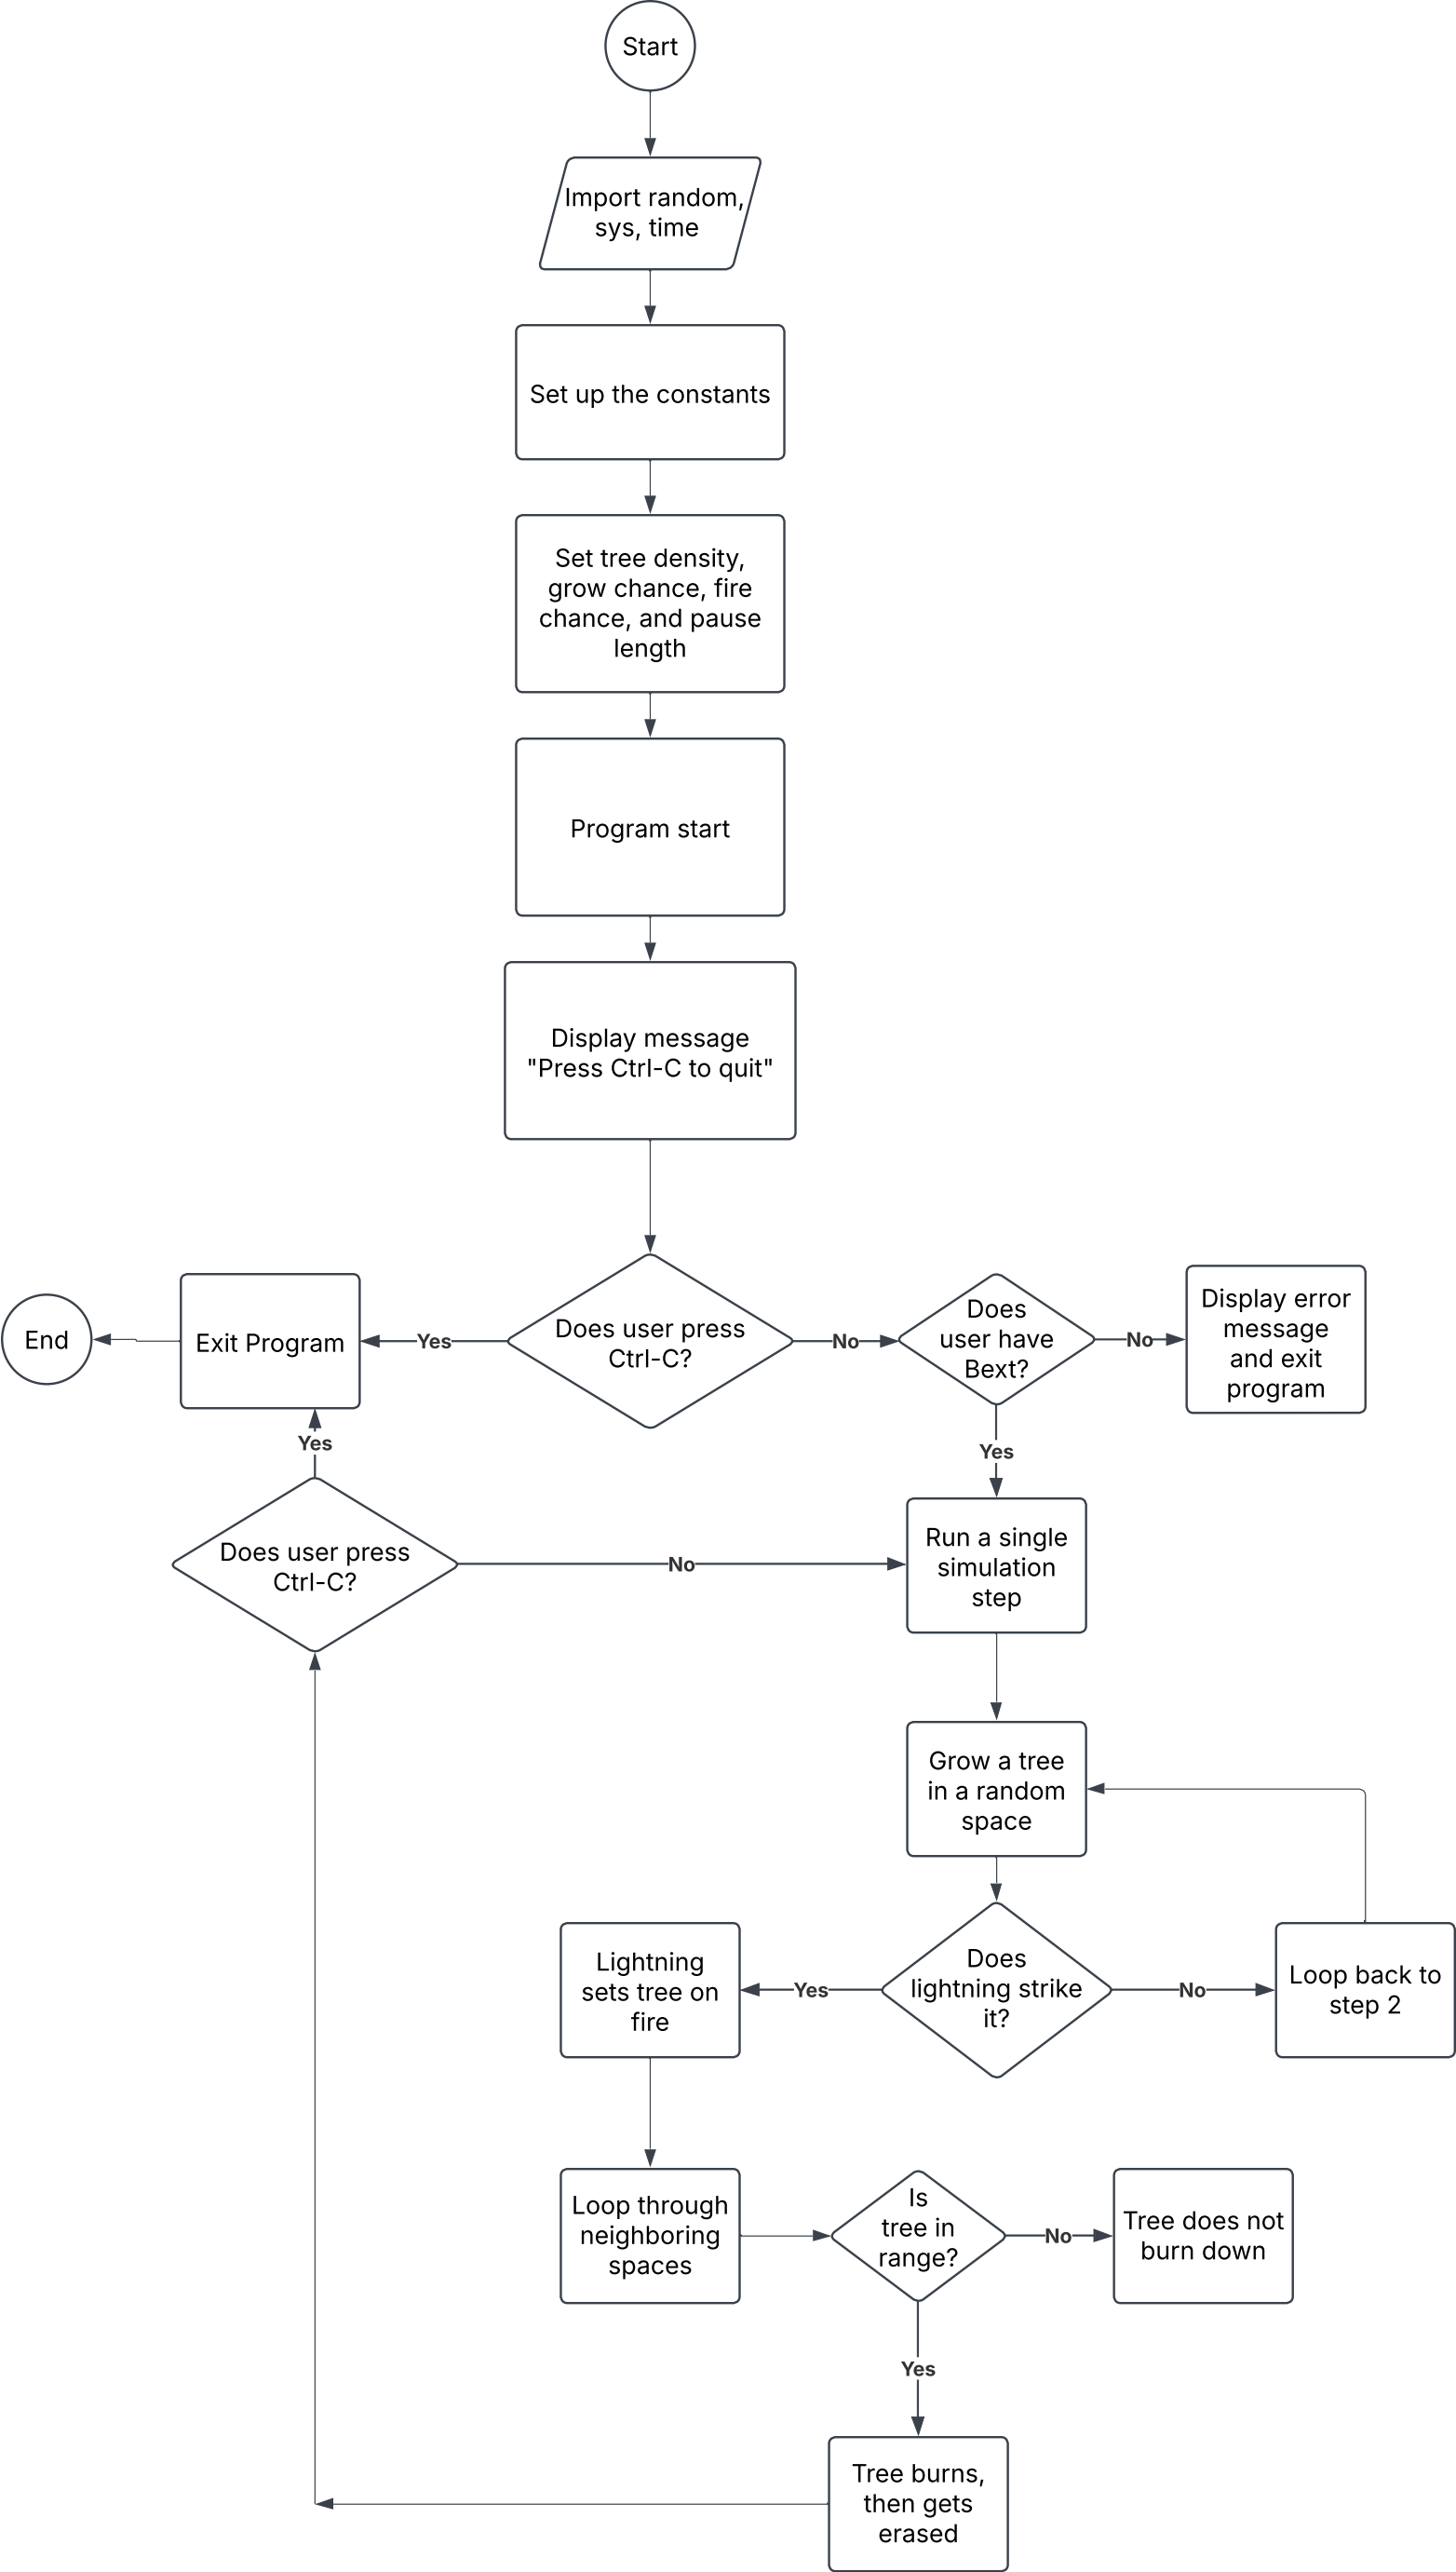 Start
Import random,
sys, time
Set up the constants
Set tree density,
grow chance, fire
chance, and pause
length
Program start
Display message
"Press Ctrl-C to quit"
Does user press
Ctrl-C?
Yes
Exit Program
End
No
Does
user have
Bext?
No
Display error
message
and exit
program
Yes
Yes
Does user press
Ctrl-C?
No
Run a single
simulation
step
Grow a tree
in a random
space
Does
lightning strike
it?
Yes
Lightning
sets tree on
fire
No
Loop back to
step 2
Loop through
neighboring
spaces
Is
tree in
range?
No
Tree does not
burn down
Yes
Tree burns,
then gets
erased